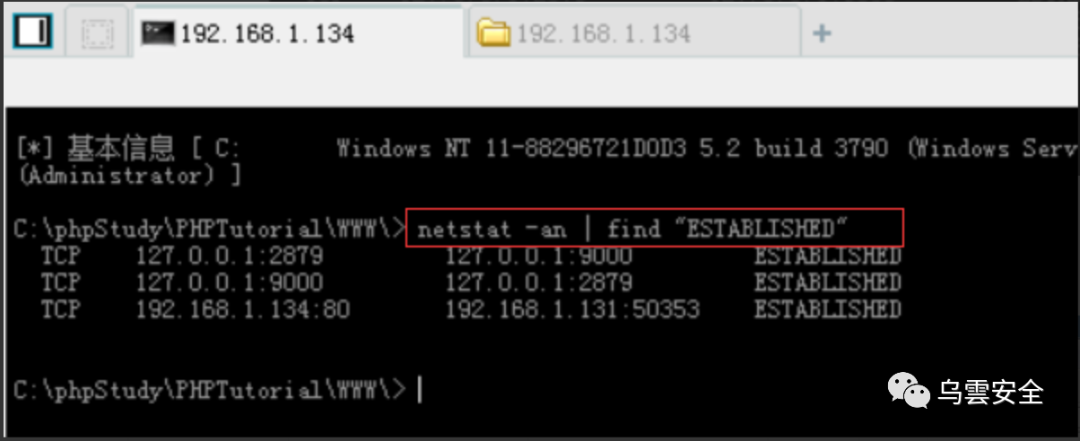 192.168.1.134
192.168.1.134
[*] 基本信息 [ C:      Windows NT 11-88296721D0D3 5.2 build 3790 (Windows Serv
(Administrator) ]
C:\phpStudy\PHPTutorial\WWW\> netstat -an | find "ESTABLISHED"
TCP    127.0.0.1:2879    127.0.0.1:9000    ESTABLISHED
TCP    127.0.0.1:9000    127.0.0.1:2879    ESTABLISHED
TCP    192.168.1.134:80    192.168.1.131:50353    ESTABLISHED
C:\phpStudy\PHPTutorial\WWW\>
乌雲安全